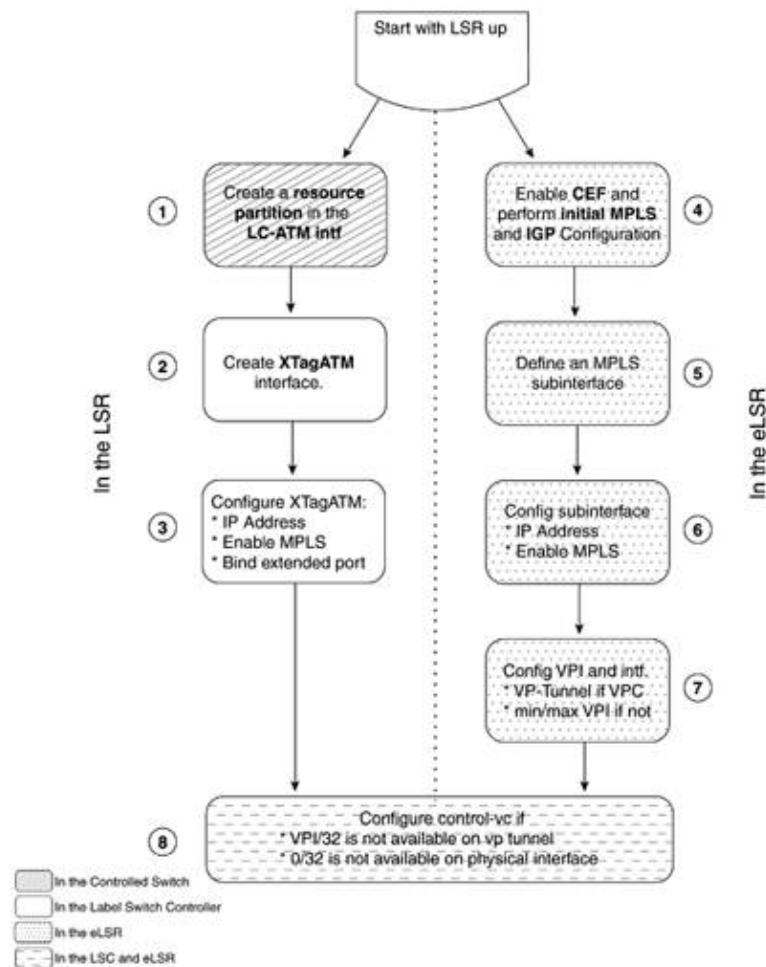 Start with LSR up
1
Create a resource
partition in the
LC-ATM intf
2
Create XTagATM
interface.
3
Configure XTagATM:
* IP Address
* Enable MPLS
* Bind extended port
In the LSR
4
Enable CEF and
perform initial MPLS
and IGP Configuration
5
Define an MPLS
subinterface
6
Config subinterface
* IP Address
* Enable MPLS
7
Config VPI and intf.
* VP-Tunnel if VPC
* min/max VPI if not
In the eLSR
8
Configure control-vc if
* VPI/32 is not available on vp tunnel
* 0/32 is not available on physical interface
In the Controlled Switch
In the Label Switch Controller
In the eLSR
In the LSC and eLSR